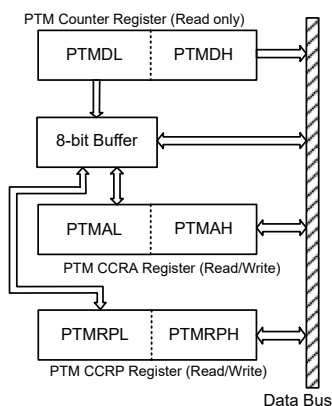 PTM Counter Register (Read only)
PTMDL PTMDH
8-bit Buffer
PTMAL PTMAH
PTM CCRA Register (Read/Write)
PTMRPL PTMRPH
PTM CCRP Register (Read/Write)
Data Bus